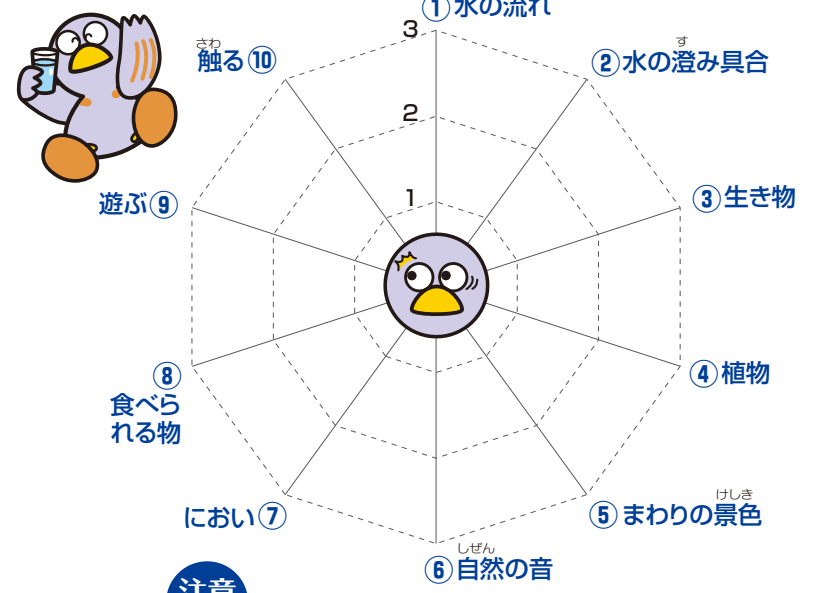 ①水の流れ
3
2
1
さわ
触る⑩
す
②水の澄み具合
遊ぶ⑨
③生き物
⑧
食べら
れる物
④植物
におい⑦
けしき
⑤まわりの景色
しぜん
⑥自然の音
注意